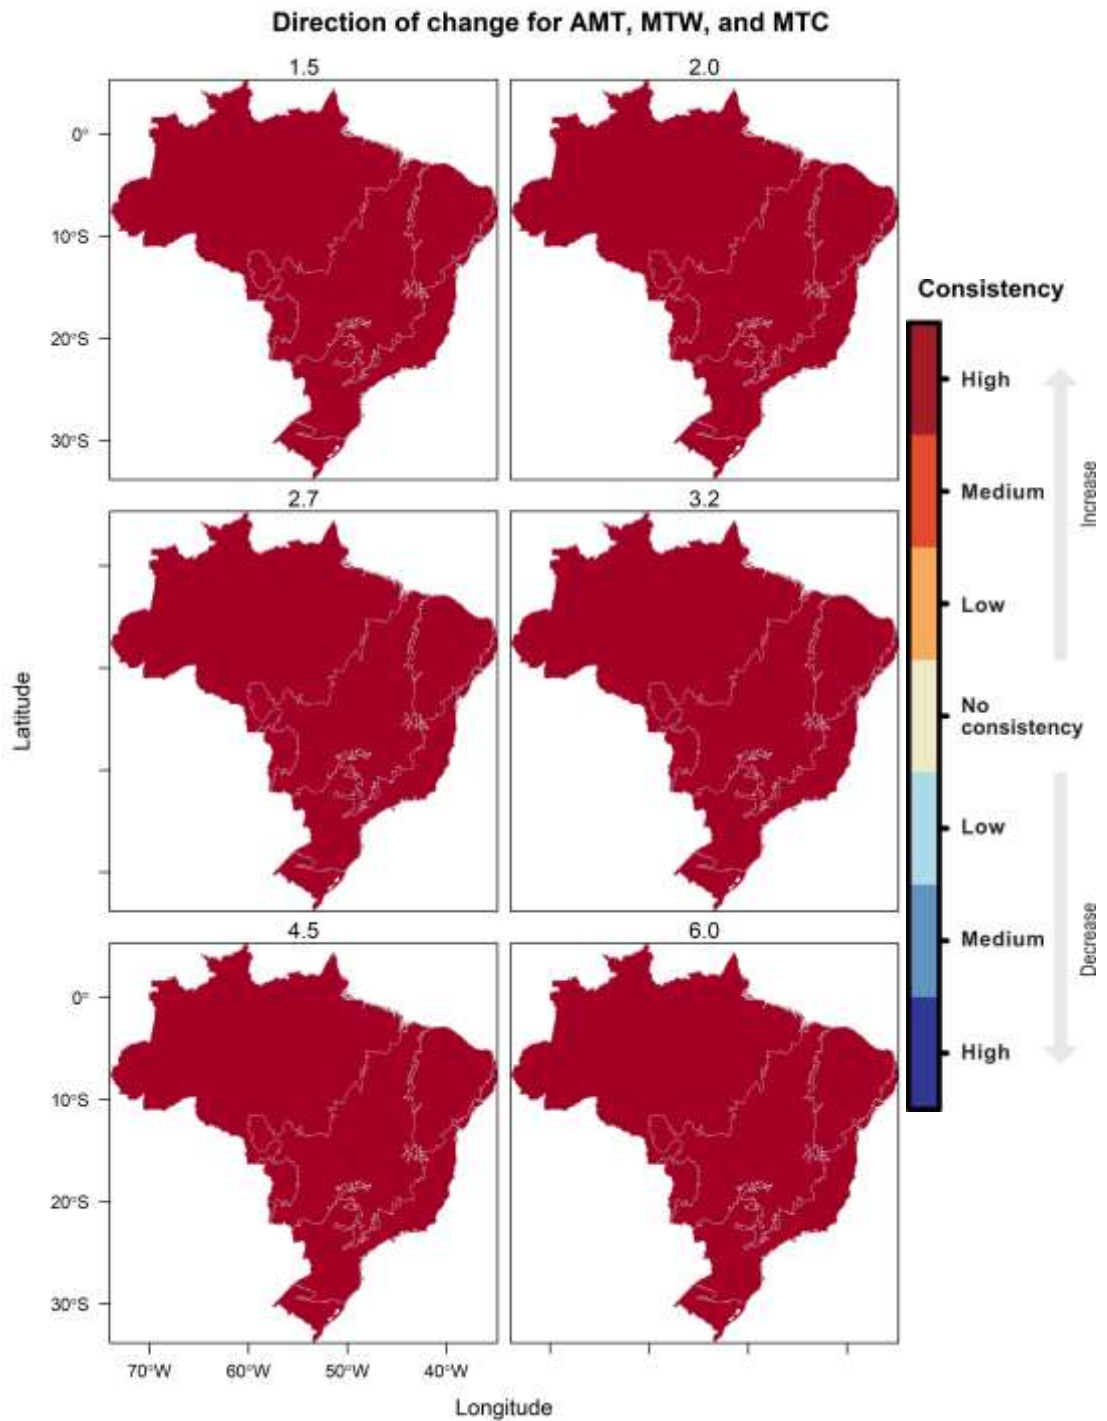 Direction of change for AMT, MTW, and MTC
1.5
2.0
0°
10°S
20°S
30°S
2.7
3.2
Latitude
4.5
6.0
0°
10°S
20°S
30°S
70°W
60°W
50°W
40°W
Longitude
Consistency
High
Medium
Low
No
consistency
Low
Medium
High
Increase
Decrease